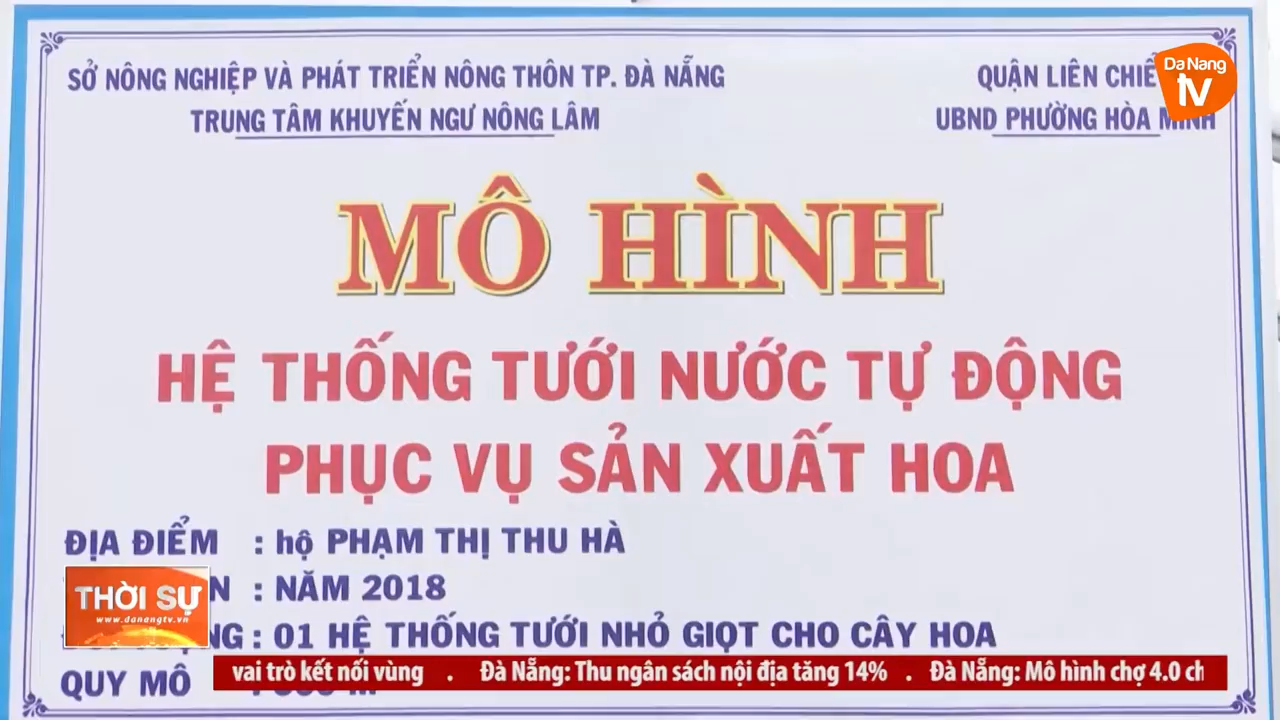 SỞ NÔNG NGHIỆP VÀ PHÁT TRIỂN NÔNG THÔN TP. ĐÀ NẴNG
TRUNG TÂM KHUYẾN NGƯ NÔNG LÂM
QUẬN LIÊN
UBND PHƯỜNG HÒA MINH
Da Nang
tv
MÔ HÌNH
HỆ THỐNG TƯỚI NƯỚC TỰ ĐỘNG
PHỤC VỤ SẢN XUẤT HOA
ĐỊA ĐIỂM : hộ PHẠM THỊ THU HÀ
: NĂM 2018
: 01 HỆ THỐNG TƯỚI NHỎ GIỌT CHO CÂY HOA
QUY MÔ
THỜI SỰ
www.danangtv.vn
vai trò kết nối vùng . Đà Nẵng: Thu ngân sách nội địa tăng 14% . Đà Nẵng: Mô hình chợ 4.0